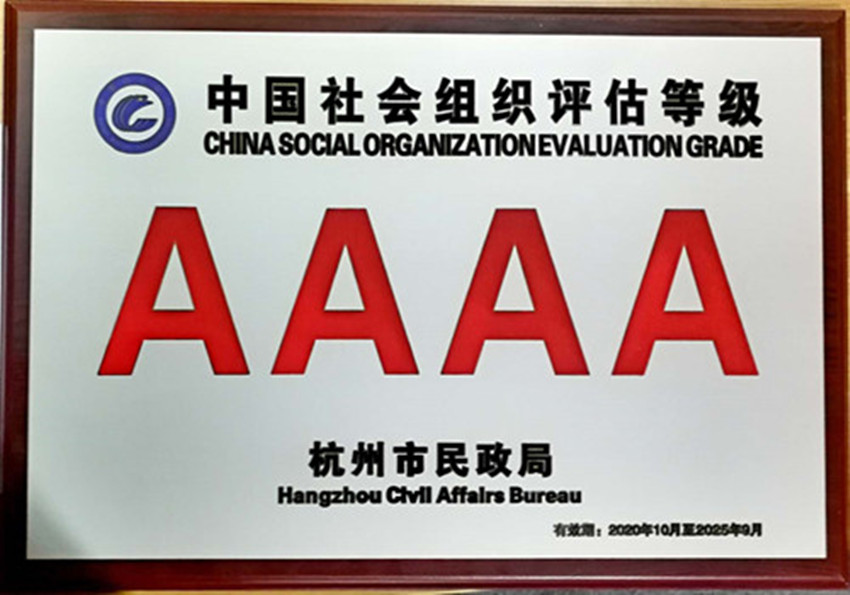 中国社会组织评估等级
CHINA SOCIAL ORGANIZATION EVALUATION GRADE
AAAA
杭州市民政局
Hangzhou Civil Affairs Bureau
有效期：2020年10月至2025年9月